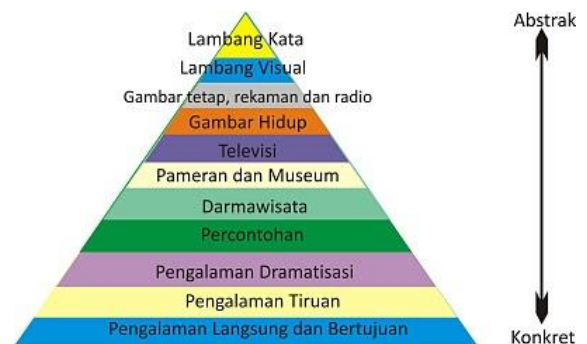 Abstrak
Lambang Kata
Lambang Visual
Gambar tetap, rekaman dan radio
Gambar Hidup
Televisi
Pameran dan Museum
Darmawisata
Percontohan
Pengalaman Dramatisasi
Pengalaman Tiruan
Pengalaman Langsung dan Bertujuan
Konkret